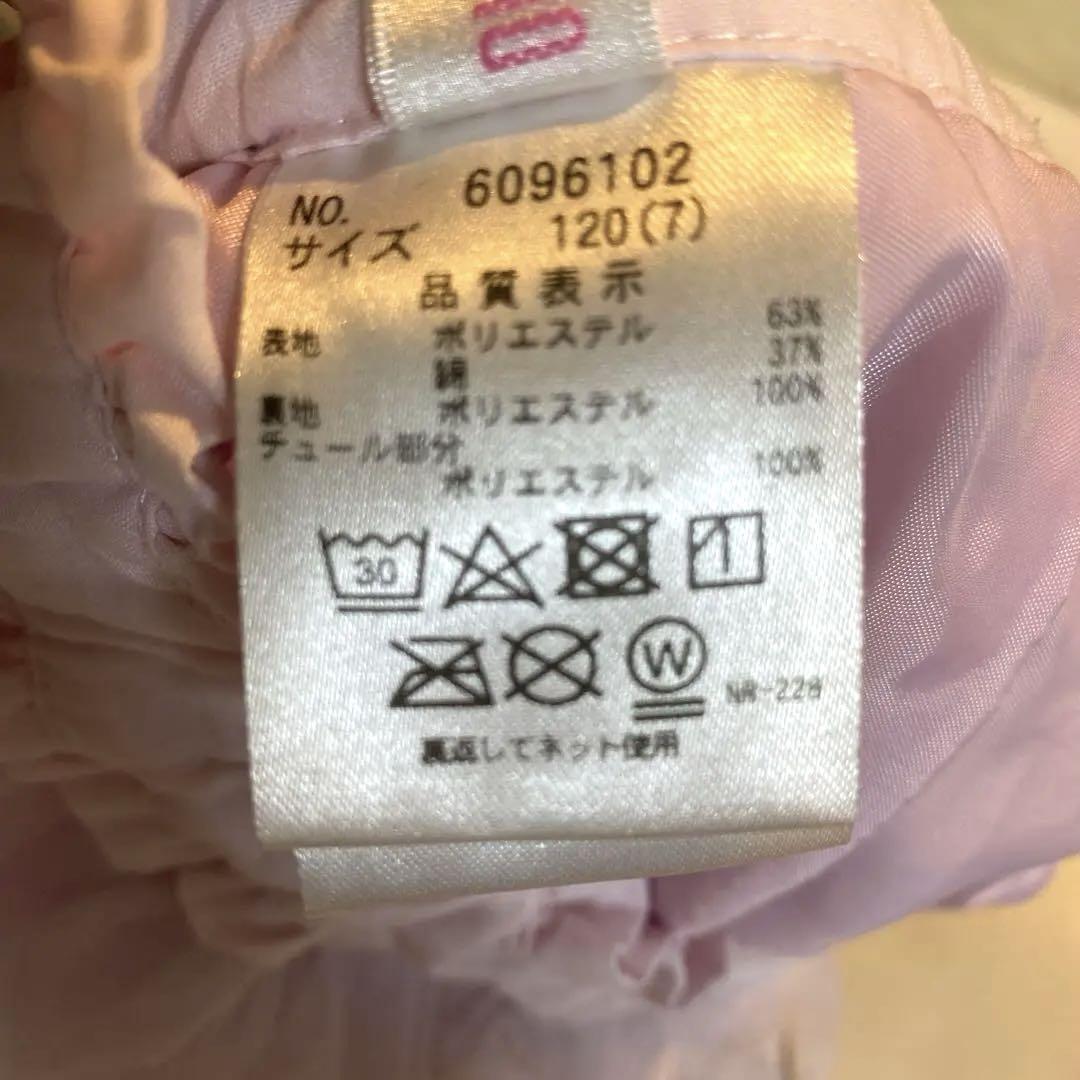 NO. 6096102
サイズ 120(7)
品質表示
表地 ポリエステル 63%
綿 37%
裏地 ポリエステル 100%
チュール部分
ポリエステル 100%
30
W
NR-228
裏返してネット使用